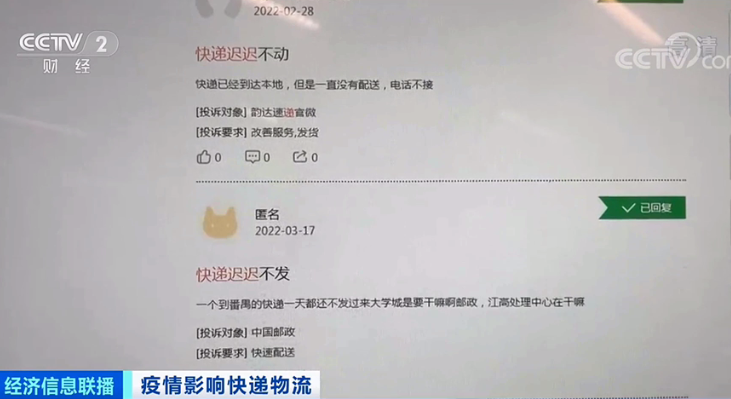 CCTV 2
财经
高清
CCTV.com
2022-02-28
快递迟迟不动
快递已经到达本地，但是一直没有配送，电话不接
[投诉对象] 韵达速递官微
[投诉要求] 改善服务,发货
0 0 0
匿名
已回复
2022-03-17
快递迟迟不发
一个到番禺的快递一天都还不发过来大学城是要干嘛啊邮政，江高处理中心在干嘛
[投诉对象] 中国邮政
[投诉要求] 快速配送
经济信息联播 疫情影响快递物流